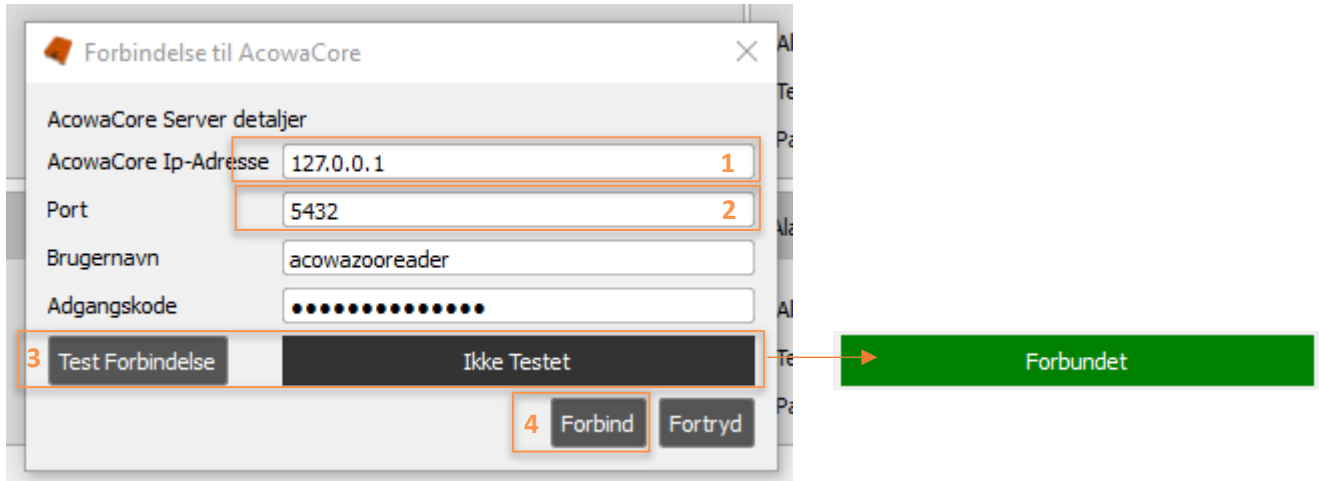 Forbindelse til AcowaCore
AcowaCore Server detaljer
AcowaCore Ip-Adresse 127.0.0.1 1
Port 5432 2
Brugernavn acowazooreader
Adgangskode ••••••••••••••
3 Test Forbindelse Ikke Testet Forbundet
4 Forbind Fortryd